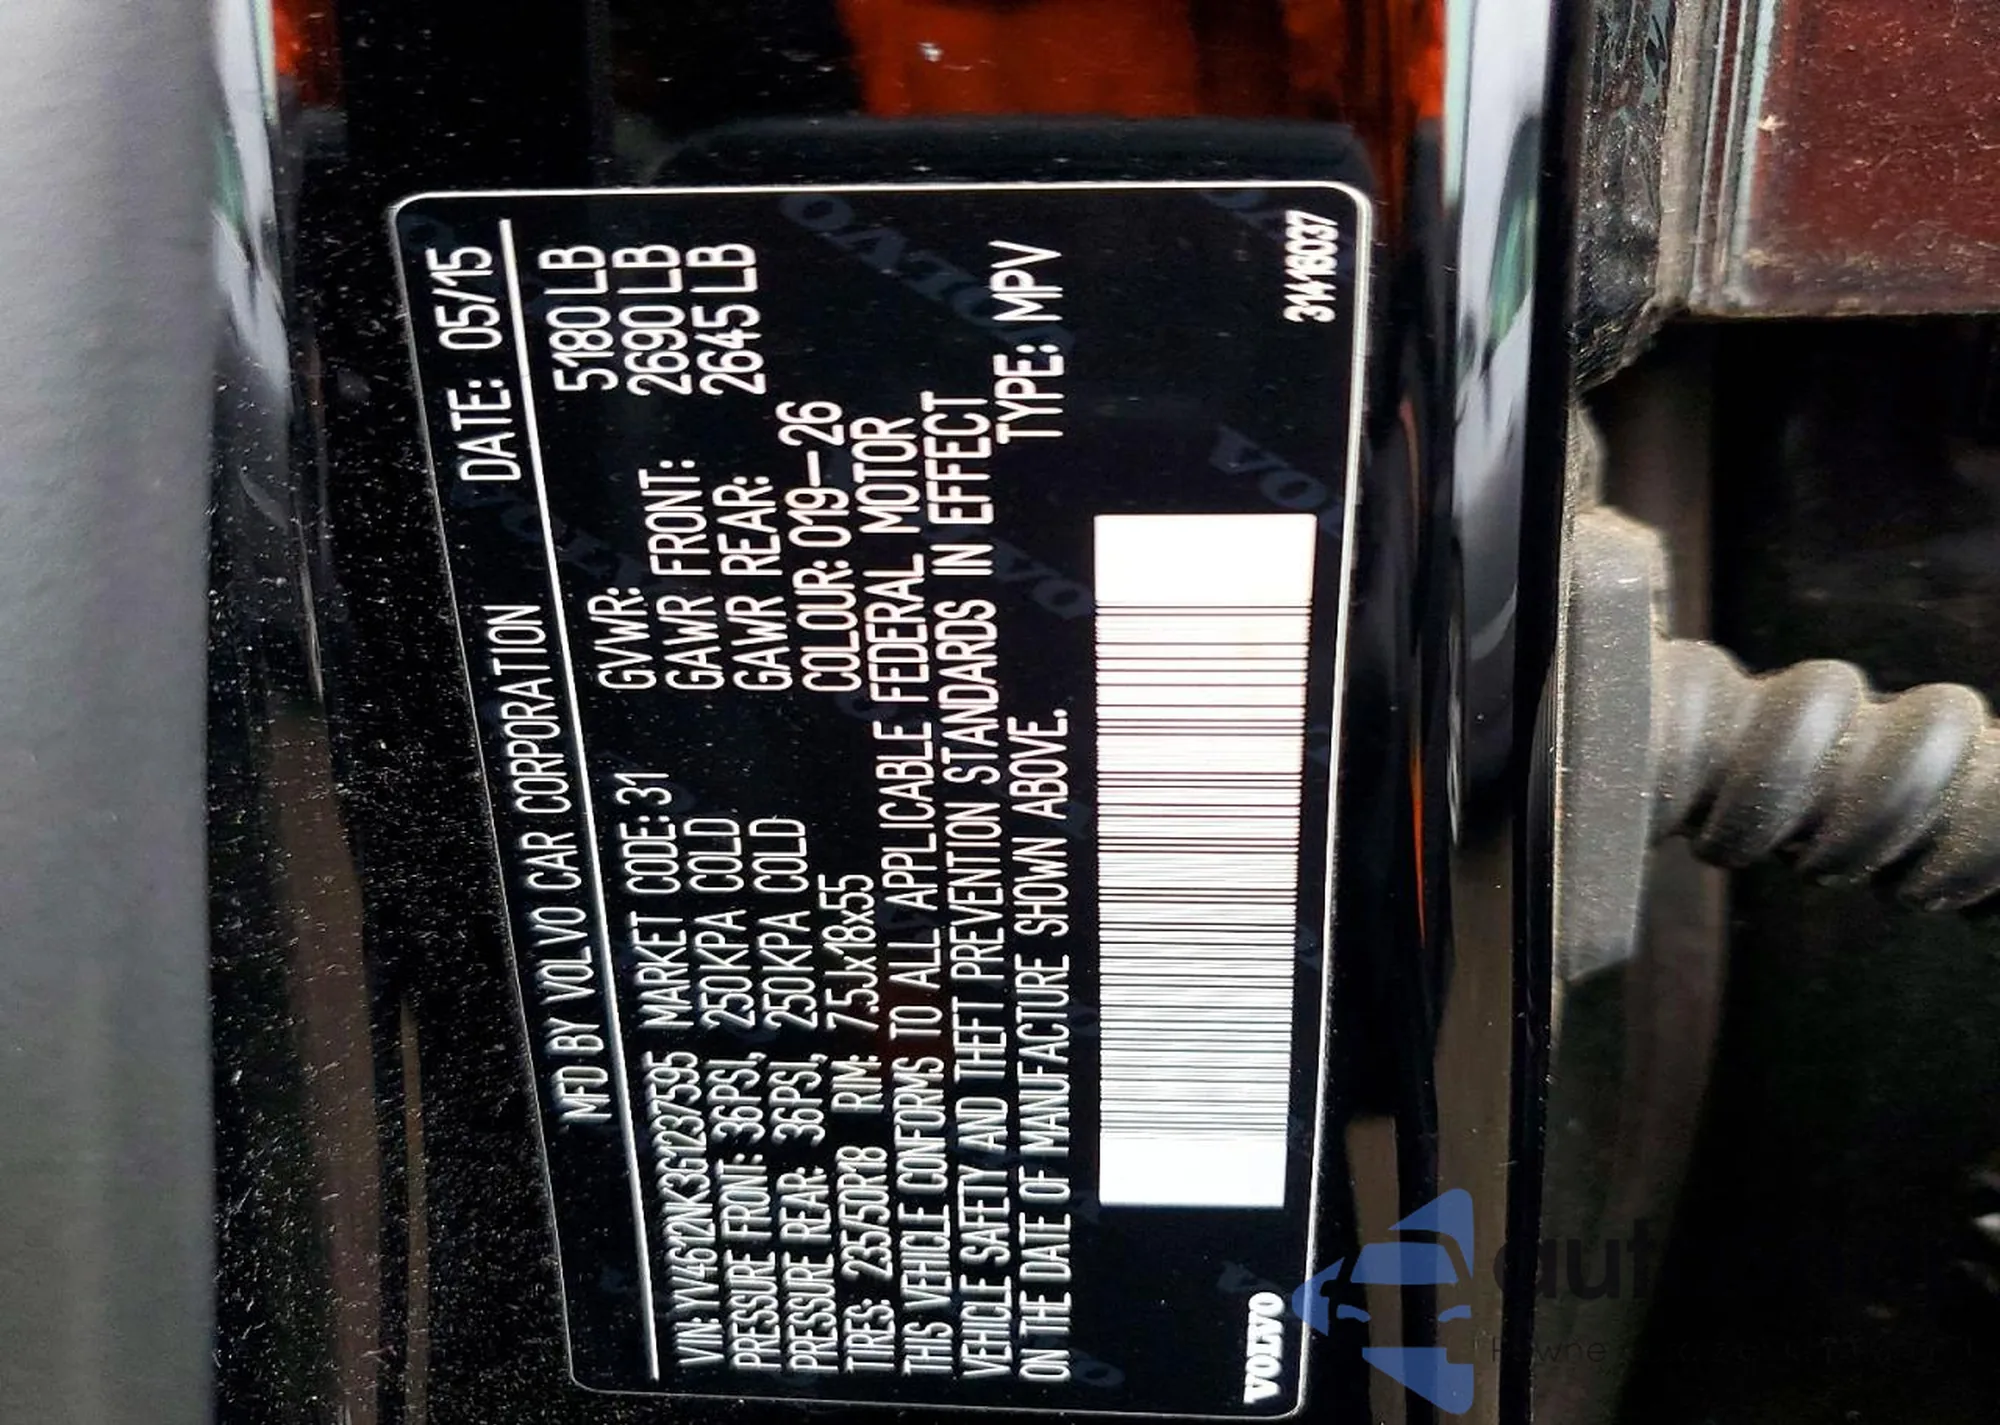 MFD BY VOLVO CAR CORPORATION DATE: 05/15
VIN: YV4612NK3G1237595 MARKET CODE: 31 GVWR: 5180 LB
PRESSURE FRONT: 36PSI, 250KPA COLD GAWR FRONT: 2690 LB
PRESSURE REAR: 36PSI, 250KPA COLD GAWR REAR: 2645 LB
TIRES: 235/50R18 RIM: 7.5Jx18x55 COLOUR: 019-26
THIS VEHICLE CONFORMS TO ALL APPLICABLE FEDERAL MOTOR
VEHICLE SAFETY AND THEFT PREVENTION STANDARDS IN EFFECT
ON THE DATE OF MANUFACTURE SHOWN ABOVE. TYPE: MPV
VOLVO 31416037